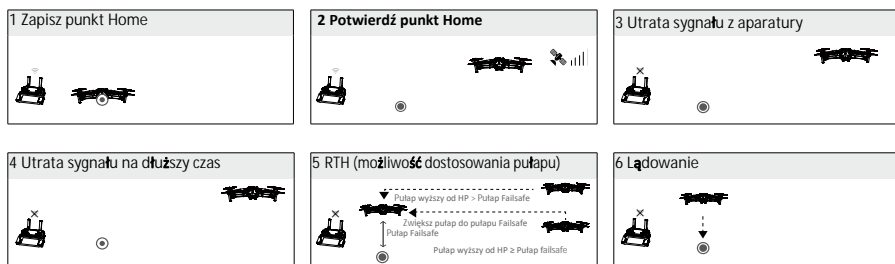 1 Zapisz punkt Home
2 Potwierdź punkt Home
3 Utrata sygnału z aparatury
4 Utrata sygnału na dłuższy czas
5 RTH (możliwość dostosowania pułapu)
Pułap wyższy od HP > Pułap Failsafe
Zwiększ pułap do pułapu Failsafe
Pułap Failsafe
Pułap wyższy od HP ≥ Pułap failsafe
6 Lądowanie